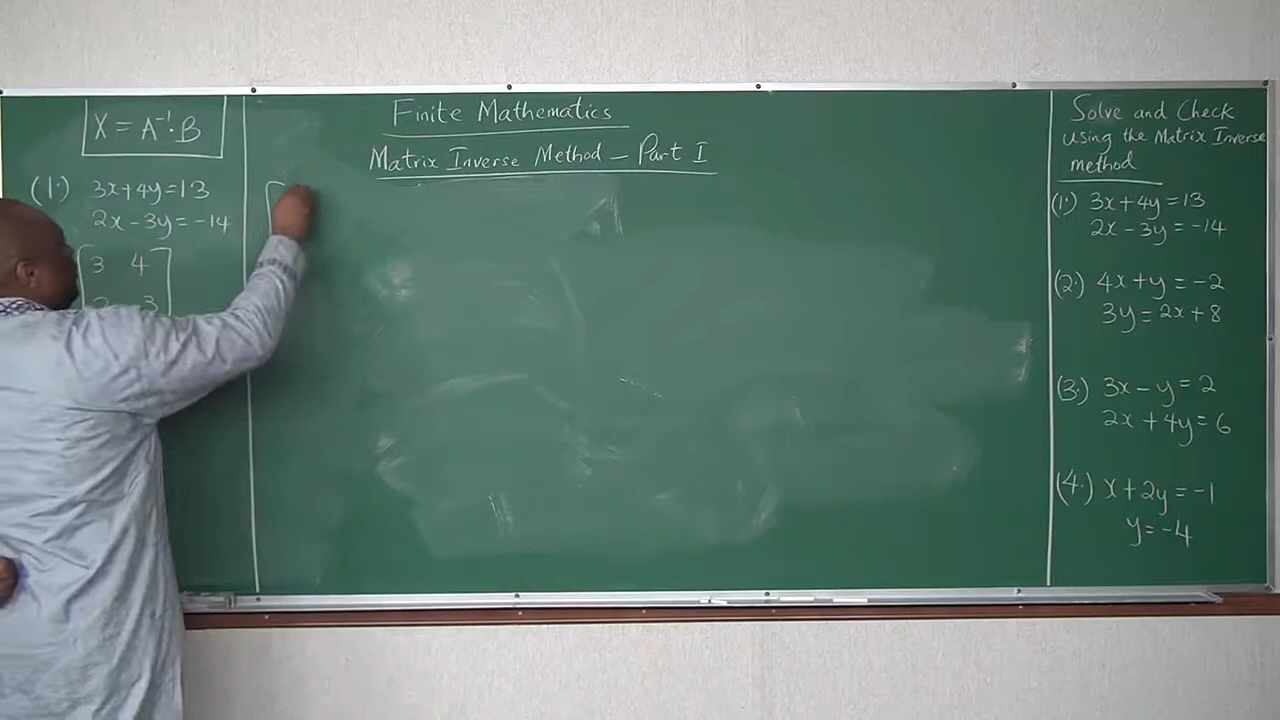 X = A⁻¹·B
(1.) 3x+4y=13
2x-3y=-14
3 4
2 -3
Finite Mathematics
Matrix Inverse Method - Part I
Solve and Check
using the Matrix Inverse
method
(1.) 3x+4y=13
2x-3y=-14
(2.) 4x+y=-2
3y=2x+8
(3.) 3x-y=2
2x+4y=6
(4.) x+2y=-1
y=-4